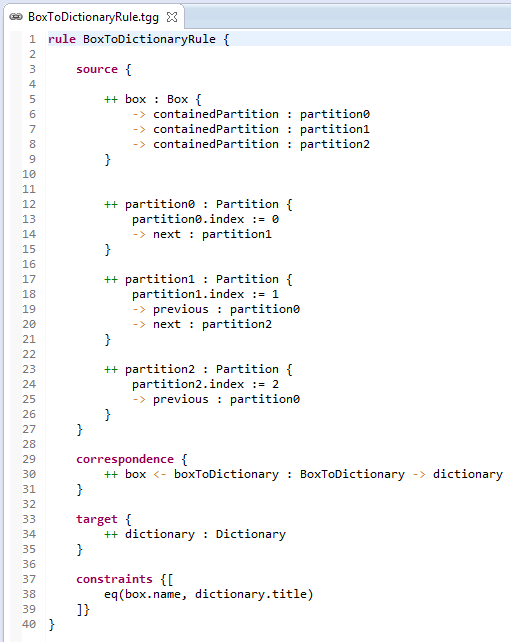 BoxToDictionaryRule.tgg
1 rule BoxToDictionaryRule {
2
3     source {
4
5         ++ box : Box {
6             -> containedPartition : partition0
7             -> containedPartition : partition1
8             -> containedPartition : partition2
9         }
10
11
12         ++ partition0 : Partition {
13             partition0.index := 0
14             -> next : partition1
15         }
16
17         ++ partition1 : Partition {
18             partition1.index := 1
19             -> previous : partition0
20             -> next : partition2
21         }
22
23         ++ partition2 : Partition {
24             partition2.index := 2
25             -> previous : partition0
26         }
27     }
28
29     correspondence {
30         ++ box <- boxToDictionary : BoxToDictionary -> dictionary
31     }
32
33     target {
34         ++ dictionary : Dictionary
35     }
36
37     constraints {[
38         eq(box.name, dictionary.title)
39     ]}
40 }